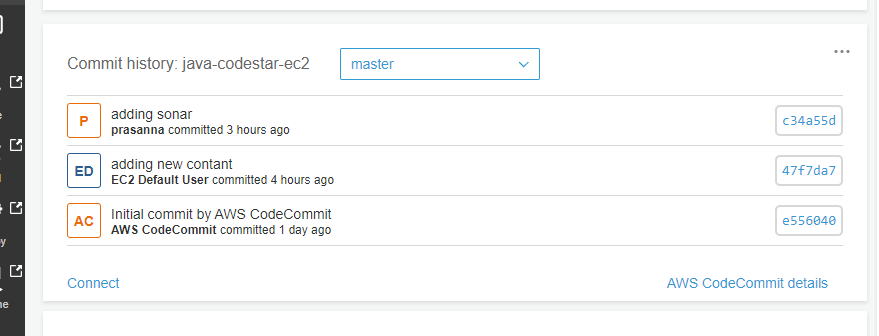 Commit history: java-codestar-ec2
master
P
adding sonar
prasanna committed 3 hours ago
c34a55d
ED
adding new contant
EC2 Default User committed 4 hours ago
47f7da7
AC
Initial commit by AWS CodeCommit
AWS CodeCommit committed 1 day ago
e556040
Connect
AWS CodeCommit details